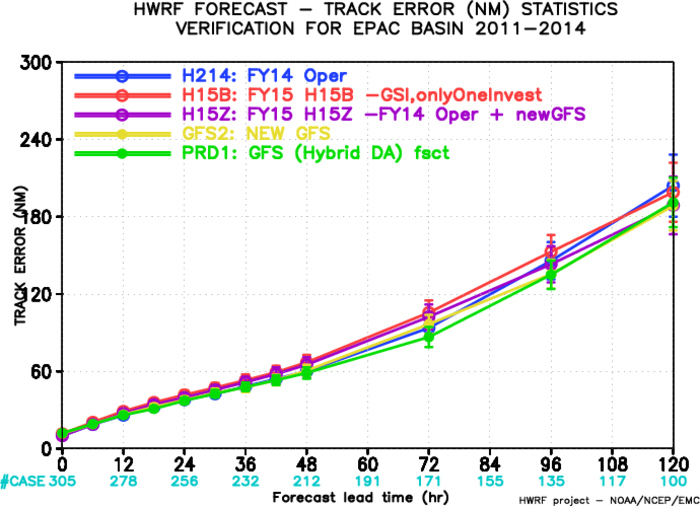 HWRF FORECAST – TRACK ERROR (NM) STATISTICS
VERIFICATION FOR EPAC BASIN 2011–2014
300
240
180
120
60
0
TRACK ERROR (NM)
H214: FY14 Oper
H15B: FY15 H15B –GSI,onlyOneInvest
H15Z: FY15 H15Z –FY14 Oper + newGFS
GFS2: NEW GFS
PRD1: GFS (Hybrid DA) fsct
0 12 24 36 48 60 72 84 96 108 120
#CASE 305 278 256 232 212 191 171 155 135 117 100
Forecast lead time (hr)
HWRF project – NOAA/NCEP/EMC